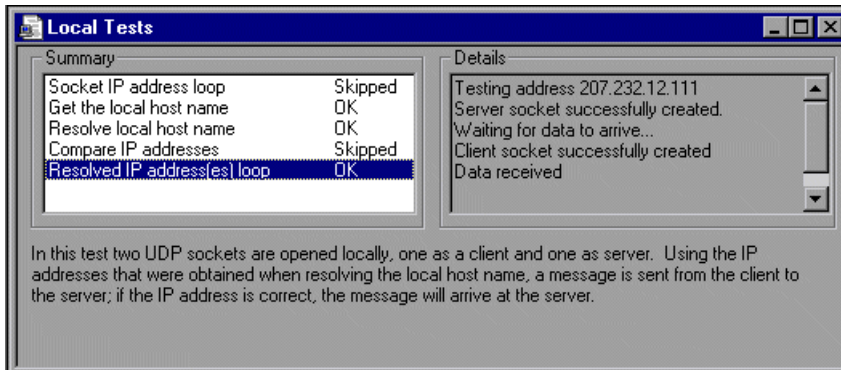 Local Tests
Summary
Socket IP address loop Skipped
Get the local host name OK
Resolve local host name OK
Compare IP addresses Skipped
Resolved IP address(es) loop OK
Details
Testing address 207.232.12.111
Server socket successfully created.
Waiting for data to arrive...
Client socket successfully created
Data received
In this test two UDP sockets are opened locally, one as a client and one as server. Using the IP
addresses that were obtained when resolving the local host name, a message is sent from the client to
the server; if the IP address is correct, the message will arrive at the server.